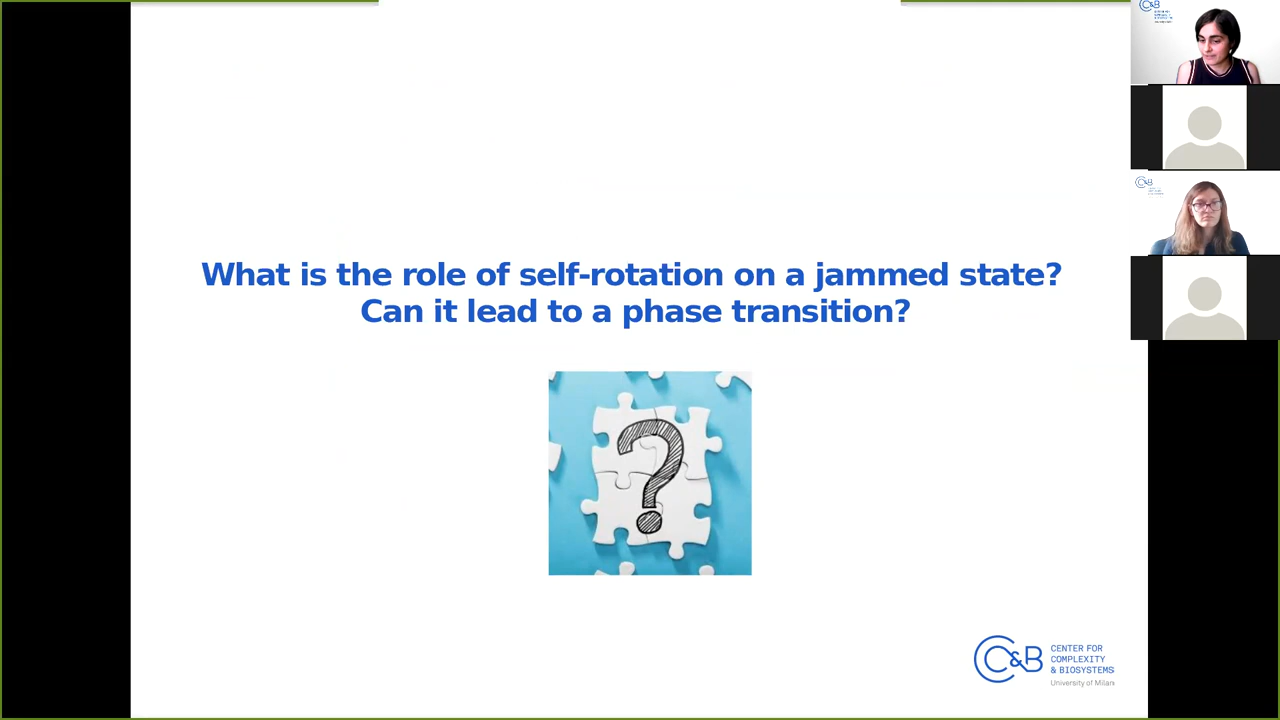 What is the role of self-rotation on a jammed state?
Can it lead to a phase transition?
?
C&B
CENTER FOR
COMPLEXITY
& BIOSYSTEMS
University of Milan
C&B
C&B